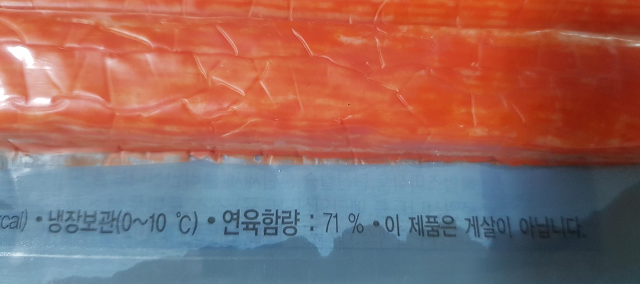 cal) • 냉장보관(0~10 ℃) • 연육함량 : 71 % • 이 제품은 게살이 아닙니다.